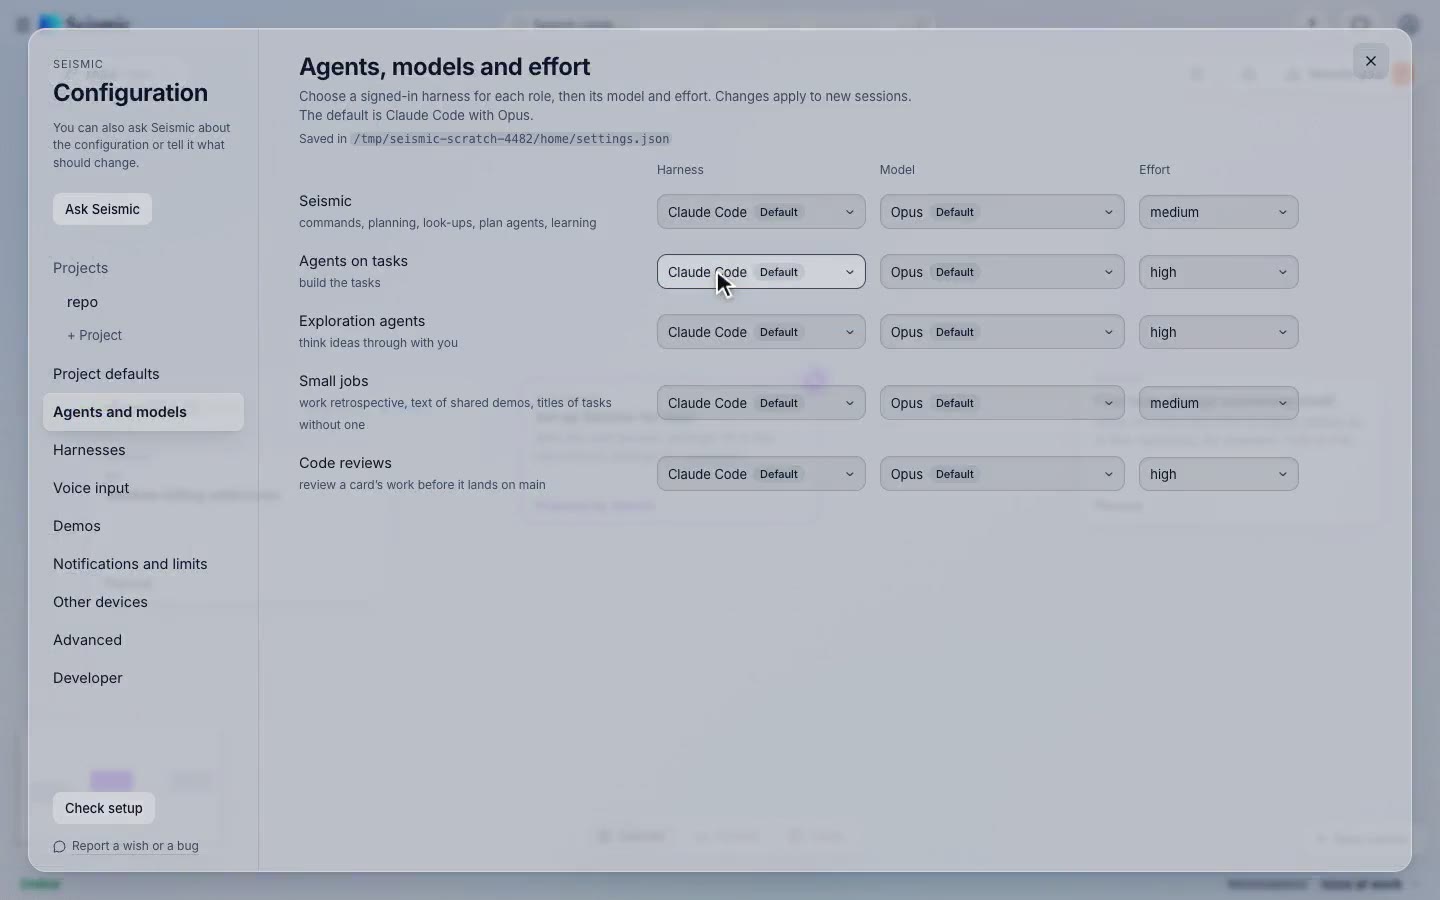 Seismic
SEISMIC
Configuration
You can also ask Seismic about
the configuration or tell it what
should change.
Ask Seismic
Projects
repo
+ Project
Project defaults
Agents and models
Harnesses
Voice input
Demos
Notifications and limits
Other devices
Advanced
Developer
Check setup
Report a wish or a bug
Agents, models and effort
Choose a signed-in harness for each role, then its model and effort. Changes apply to new sessions.
The default is Claude Code with Opus.
Saved in /tmp/seismic-scratch-4482/home/settings.json
Harness Model Effort
Seismic
commands, planning, look-ups, plan agents, learning
Claude Code Default Opus Default medium
Agents on tasks
build the tasks
Claude Code Default Opus Default high
Exploration agents
think ideas through with you
Claude Code Default Opus Default high
Small jobs
work retrospective, text of shared demos, titles of tasks
without one
Claude Code Default Opus Default medium
Code reviews
review a card’s work before it lands on main
Claude Code Default Opus Default high